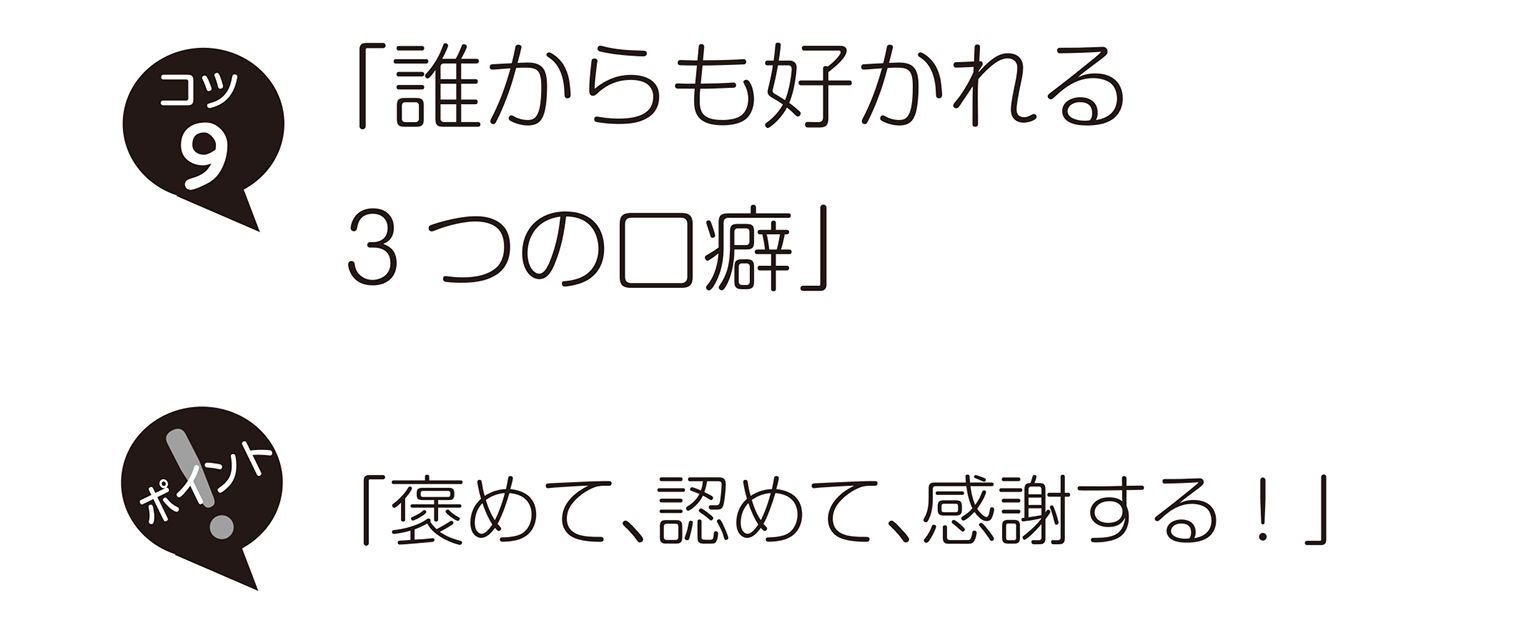 コツ
9
「誰からも好かれる
3つの口癖」
ポイント
「褒めて、認めて、感謝する！」